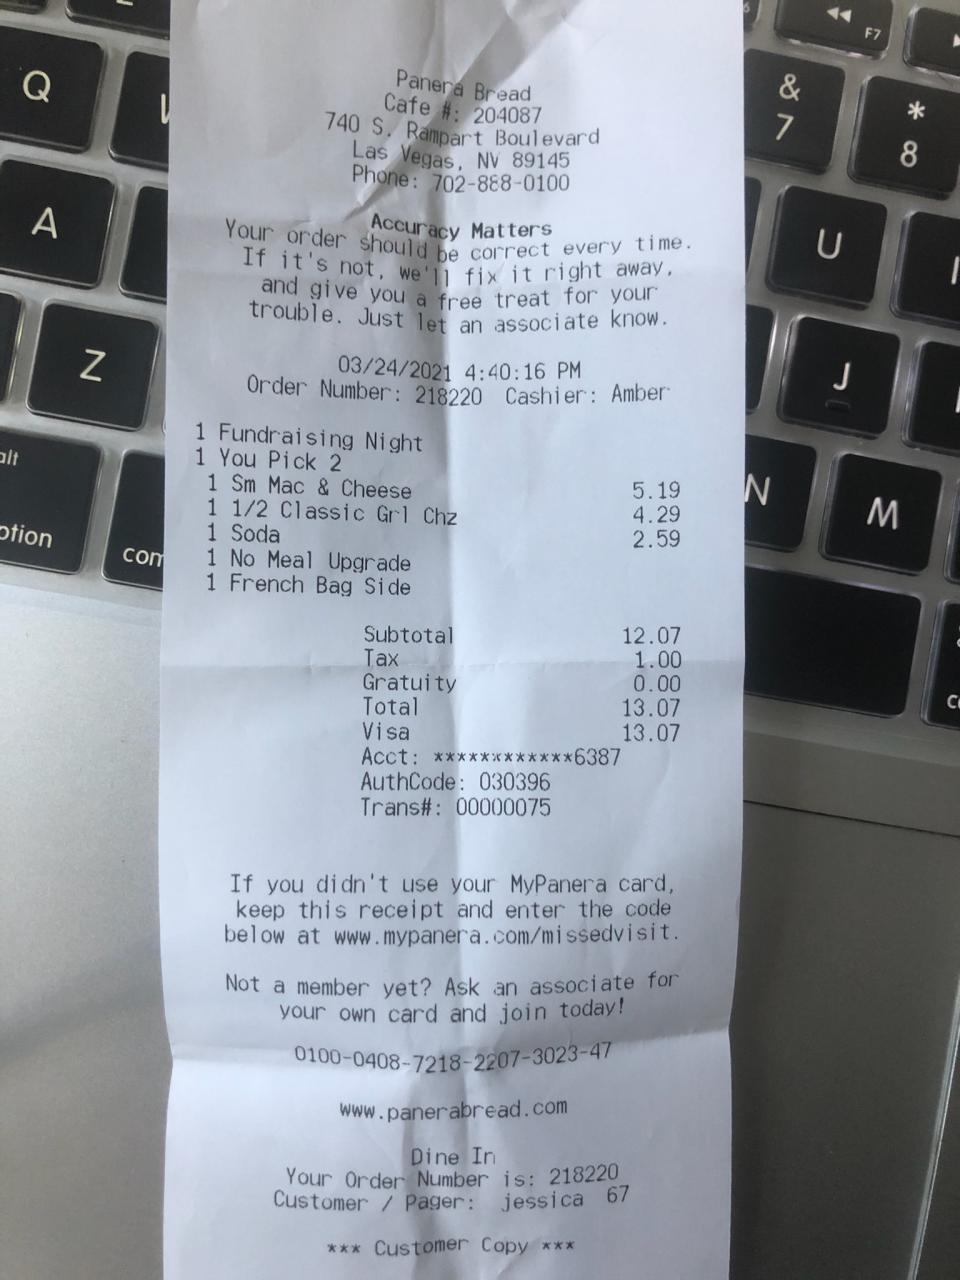 Panera Bread
Cafe #: 204087
740 S. Rampart Boulevard
Las Vegas, NV 89145
Phone: 702-888-0100
Accuracy Matters
Your order should be correct every time.
If it's not, we'll fix it right away,
and give you a free treat for your
trouble. Just let an associate know.
03/24/2021 4:40:16 PM
Order Number: 218220 Cashier: Amber
1 Fundraising Night
1 You Pick 2
1 Sm Mac & Cheese 5.19
1 1/2 Classic Grl Chz 4.29
1 Soda 2.59
1 No Meal Upgrade
1 French Bag Side
Subtotal 12.07
Tax 1.00
Gratuity 0.00
Total 13.07
Visa 13.07
Acct: ************6387
AuthCode: 030396
Trans#: 00000075
If you didn't use your MyPanera card,
keep this receipt and enter the code
below at www.mypanera.com/missedvisit.
Not a member yet? Ask an associate for
your own card and join today!
0100-0408-7218-2207-3023-47
www.panerabread.com
Dine In
Your Order Number is: 218220
Customer / Pager: jessica 67
*** Customer Copy ***
Q
A
Z
alt
ption
com
F7
&
7
*
8
U
J
N
M